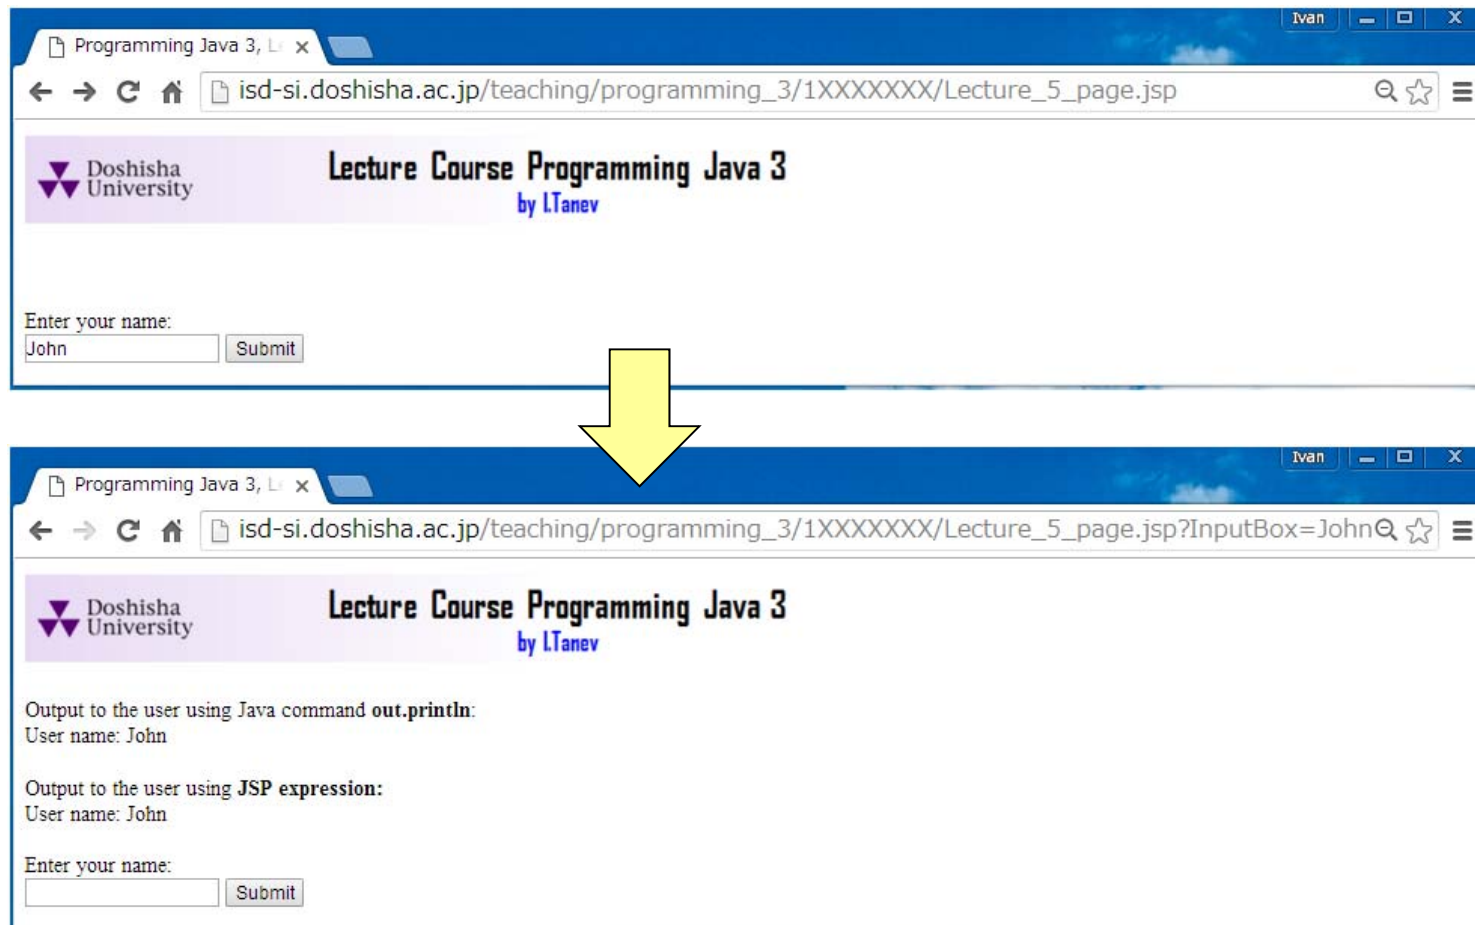 Ivan
Programming Java 3, L
isd-si.doshisha.ac.jp/teaching/programming_3/1XXXXXXX/Lecture_5_page.jsp
Doshisha
University
Lecture Course Programming Java 3
by I.Tanev
Enter your name:
John Submit
Ivan
Programming Java 3, L
isd-si.doshisha.ac.jp/teaching/programming_3/1XXXXXXX/Lecture_5_page.jsp?InputBox=John
Doshisha
University
Lecture Course Programming Java 3
by I.Tanev
Output to the user using Java command out.println:
User name: John
Output to the user using JSP expression:
User name: John
Enter your name:
Submit